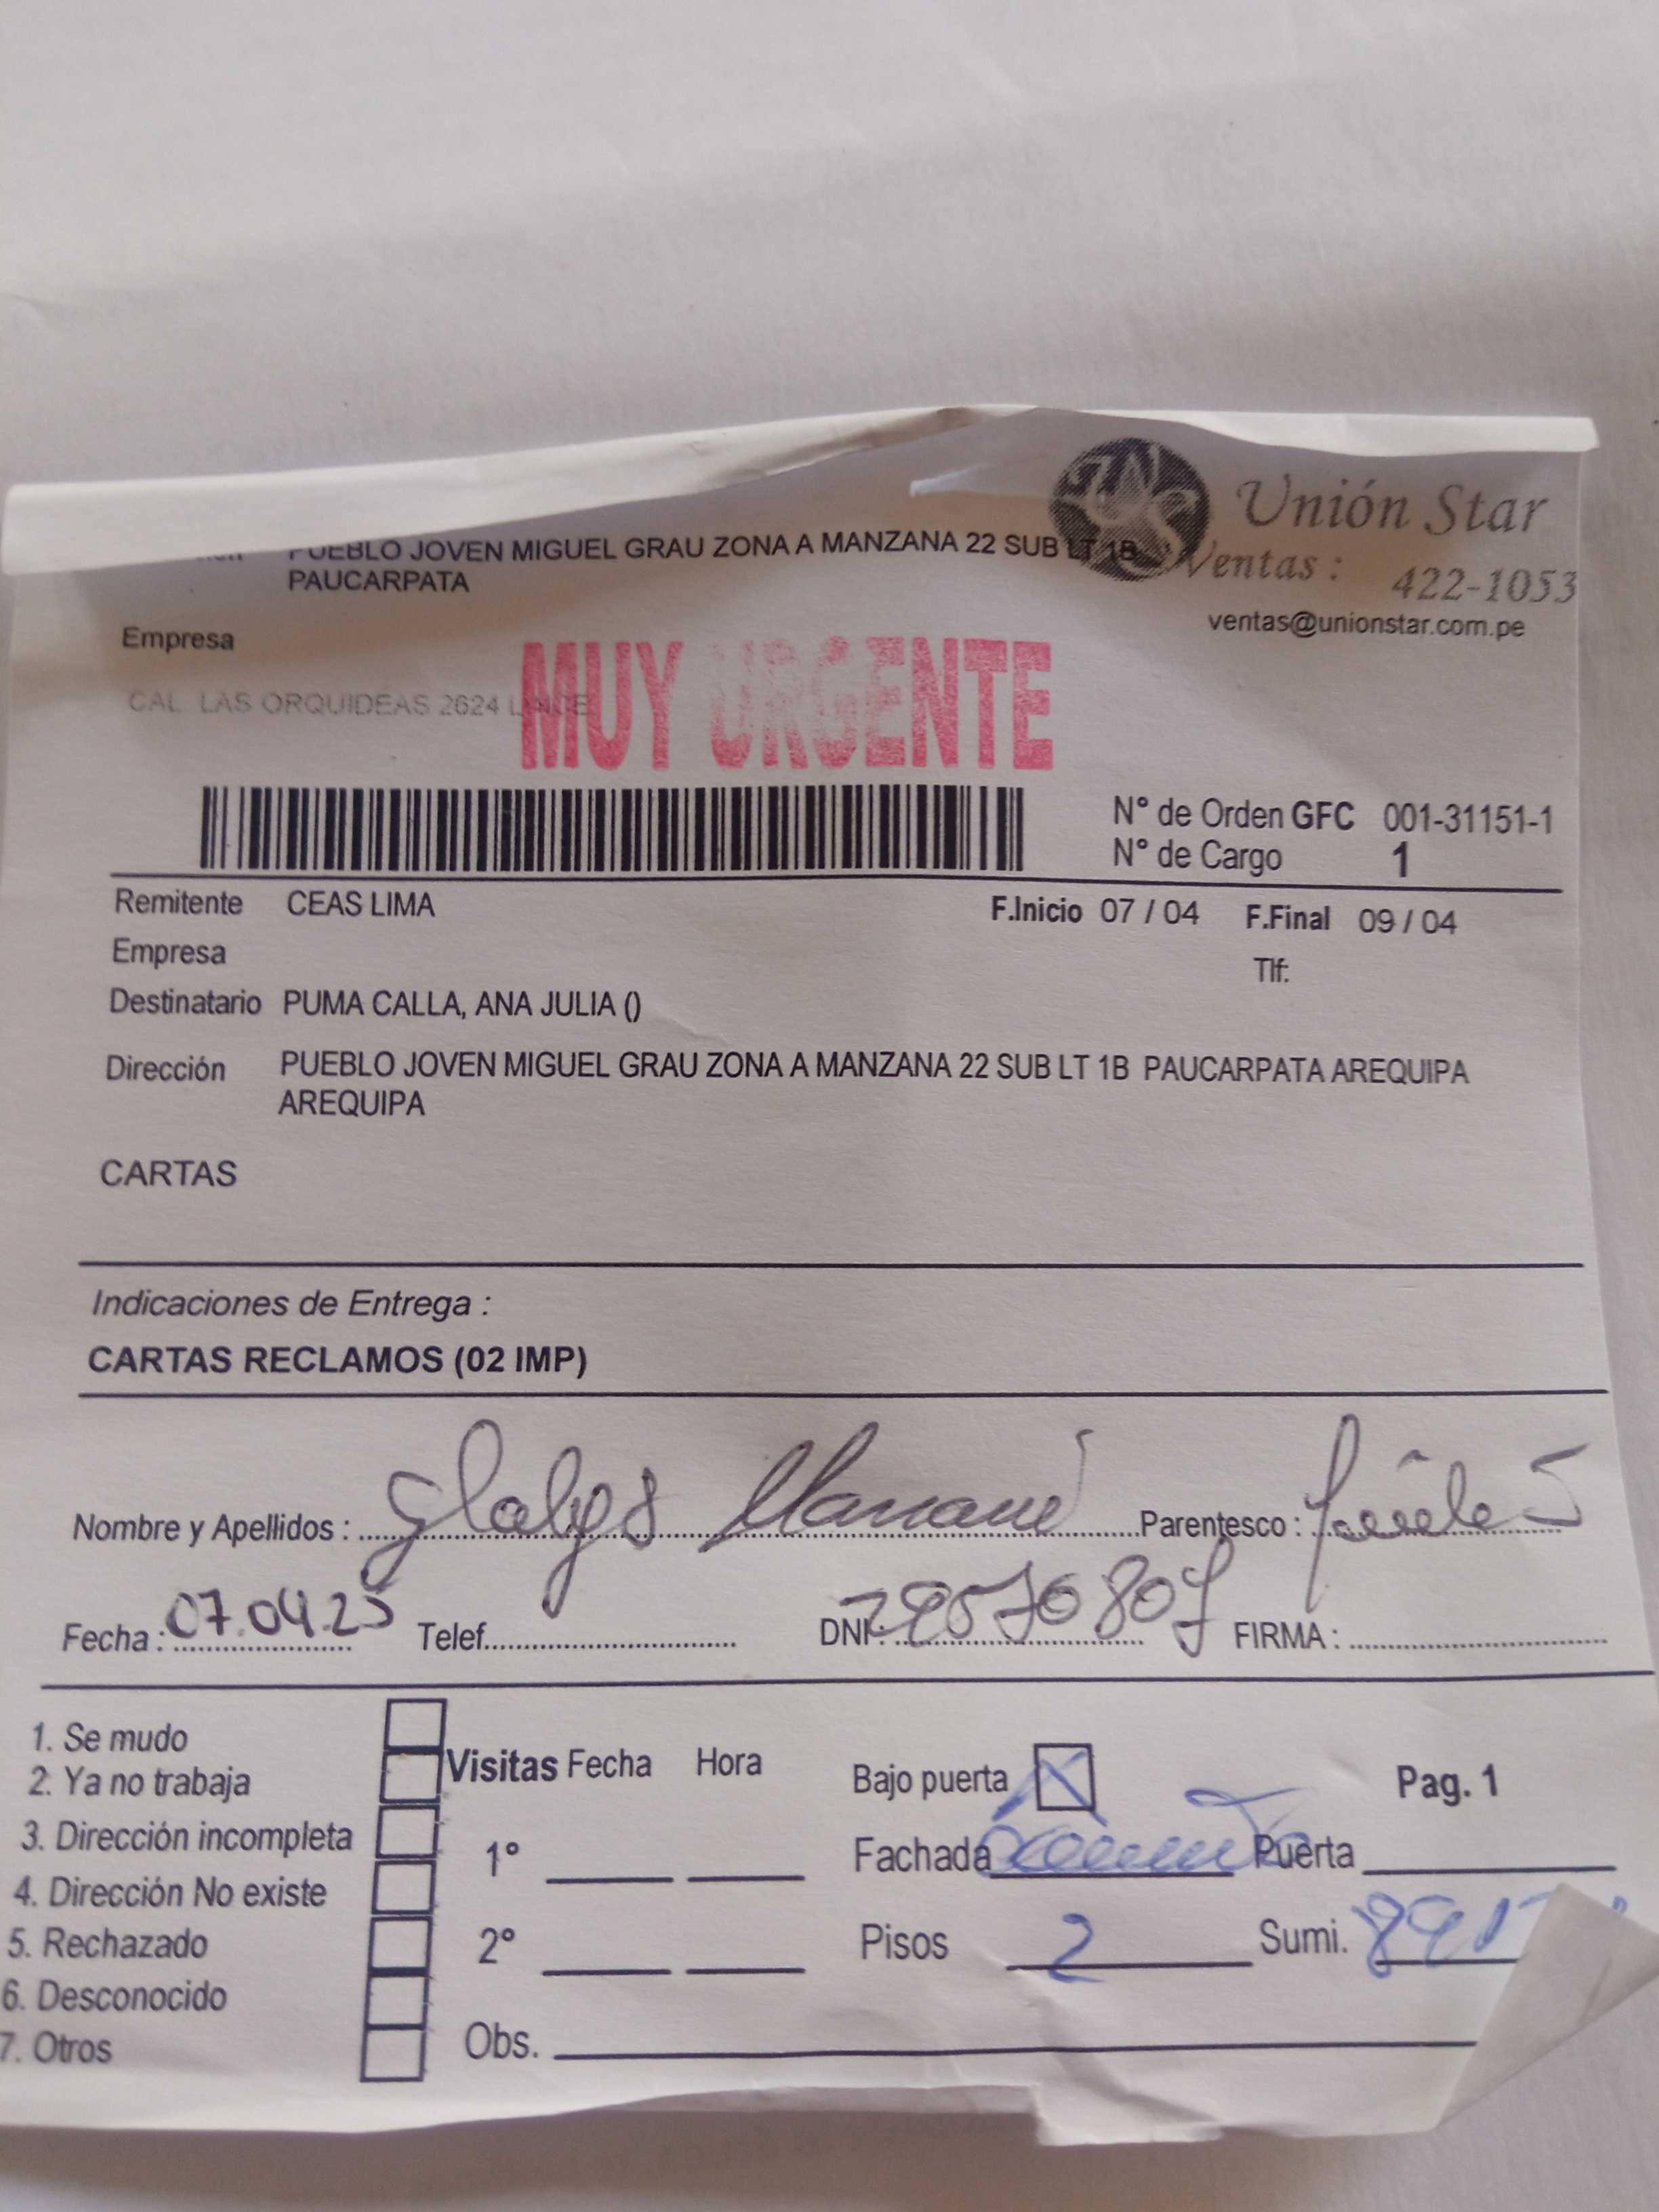 Unión Star
PUEBLO JOVEN MIGUEL GRAU ZONA A MANZANA 22 SUB LT 1B
PAUCARPATA
Ventas : 422-1053
ventas@unionstar.com.pe
Empresa
CAL LAS ORQUIDEAS 2624 LINCE
MUY URGENTE
N° de Orden GFC 001-31151-1
N° de Cargo 1
Remitente CEAS LIMA F.Inicio 07 / 04 F.Final 09 / 04
Empresa
Tlf:
Destinatario PUMA CALLA, ANA JULIA ()
Dirección PUEBLO JOVEN MIGUEL GRAU ZONA A MANZANA 22 SUB LT 1B PAUCARPATA AREQUIPA
AREQUIPA
CARTAS
Indicaciones de Entrega :
CARTAS RECLAMOS (02 IMP)
Nombre y Apellidos : Gladys Mamani Parentesco :
Fecha : 07.04.25 Telef. DNI: 29570807 FIRMA :
1. Se mudo
2. Ya no trabaja
3. Dirección incompleta
4. Dirección No existe
5. Rechazado
6. Desconocido
7. Otros
Visitas Fecha Hora
1°
2°
Obs.
Bajo puerta X Pag. 1
Fachada Puerta
Pisos 2 Sumi.